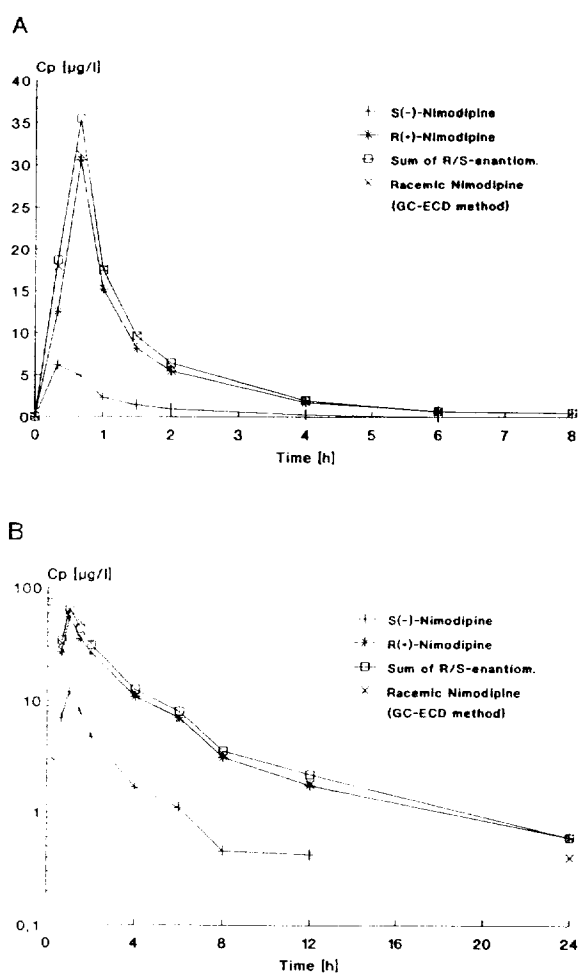 A
Cp [µg/l]
40
35
30
25
20
15
10
5
0
0 1 2 3 4 5 6 7 8
Time [h]
S(-)-Nimodipine
R(+)-Nimodipine
Sum of R/S-enantiom.
Racemic Nimodipine
(GC-ECD method)
B
Cp [µg/l]
100
10
1
0,1
0 4 8 12 16 20 24
Time [h]
S(-)-Nimodipine
R(+)-Nimodipine
Sum of R/S-enantiom.
Racemic Nimodipine
(GC-ECD method)